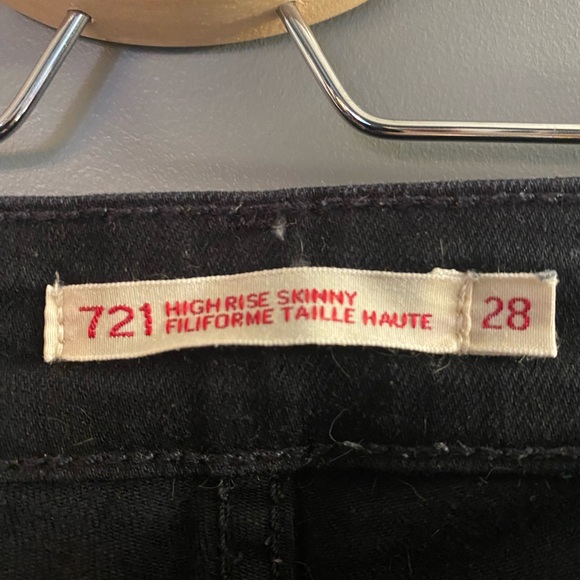 721 HIGH RISE SKINNY
FILIFORME TAILLE HAUTE
28